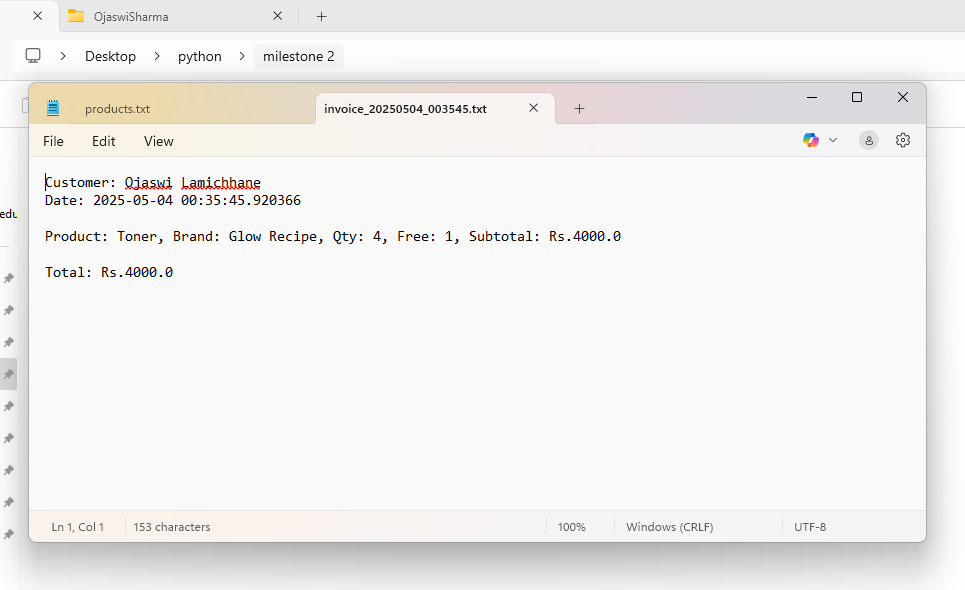 OjaswiSharma
Desktop
python
milestone 2
products.txt
invoice_20250504_003545.txt
File
Edit
View
Customer: Ojaswi Lamichhane
Date: 2025-05-04 00:35:45.920366
edu
Product: Toner, Brand: Glow Recipe, Qty: 4, Free: 1, Subtotal: Rs.4000.0
Total: Rs.4000.0
Ln 1, Col 1
153 characters
100%
Windows (CRLF)
UTF-8